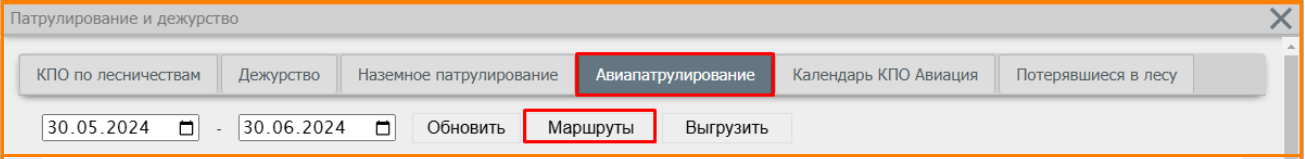 Патрулирование и дежурство
КПО по лесничествам Дежурство Наземное патрулирование Авиапатрулирование Календарь КПО Авиация Потерявшиеся в лесу
30.05.2024 - 30.06.2024 Обновить Маршруты Выгрузить